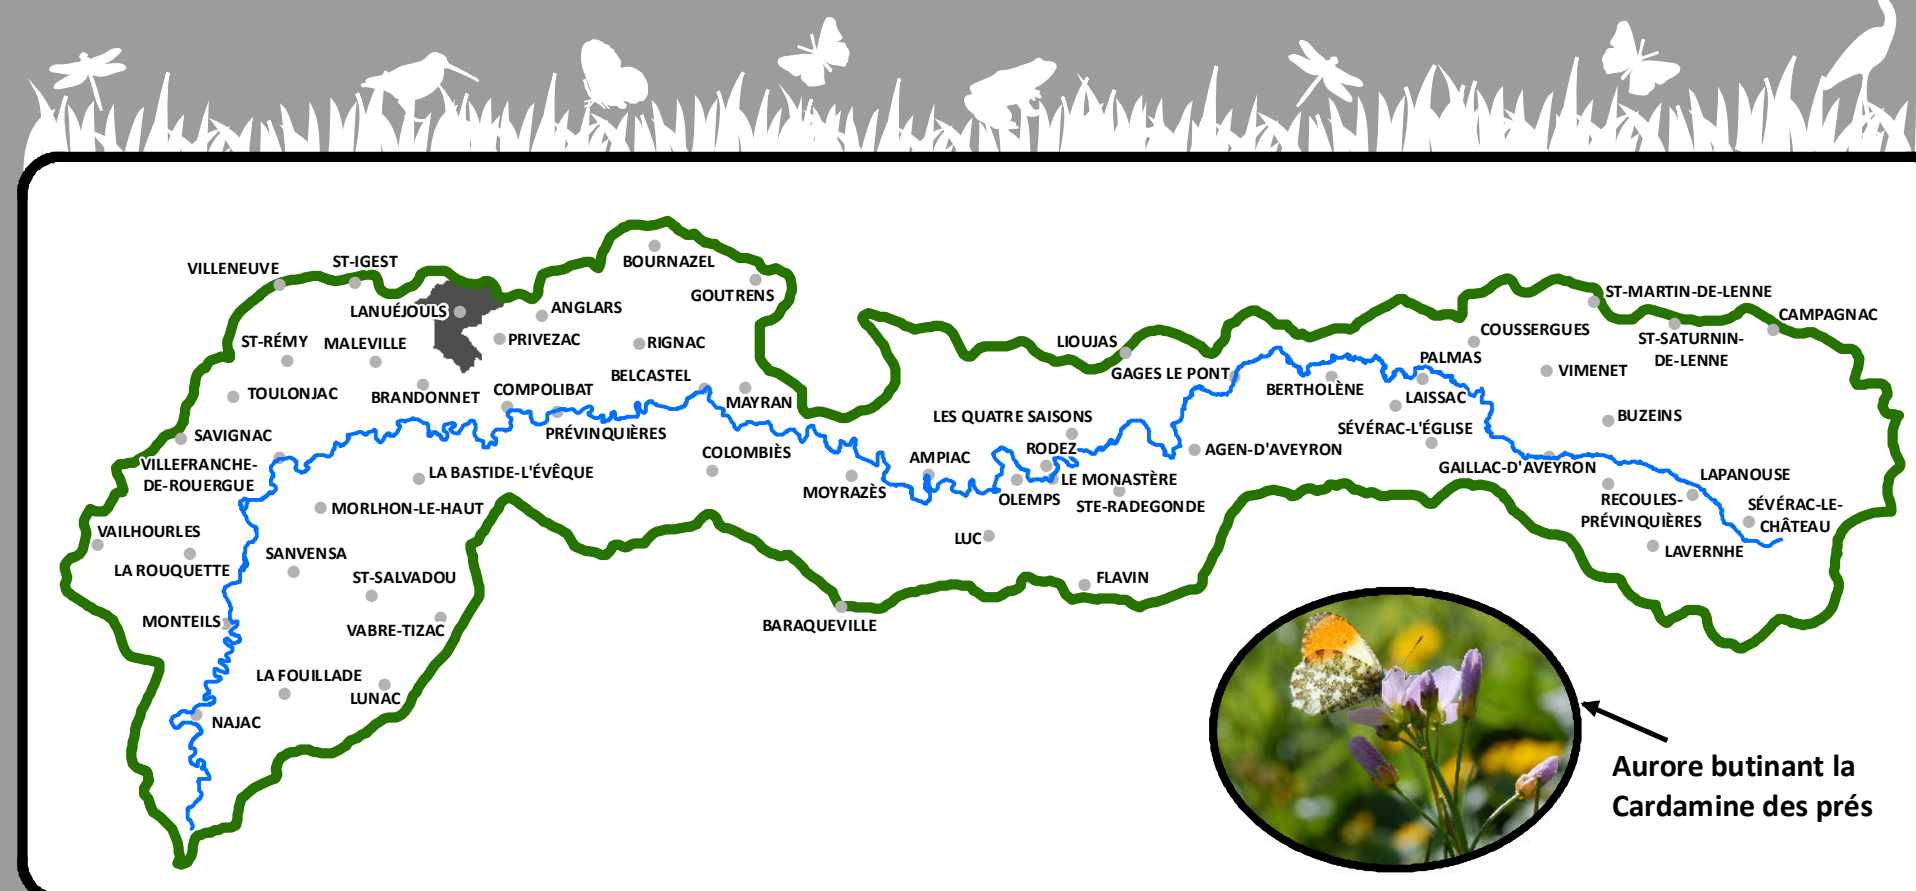 VILLENEUVE
ST-IGEST
BOURNAZEL
GOUTRENS
LANUÉJOULS
ANGLARS
ST-RÉMY
MALEVILLE
PRIVEZAC
RIGNAC
TOULONJAC
BRANDONNET
COMPOLIBAT
BELCASTEL
MAYRAN
SAVIGNAC
PRÉVINQUIÈRES
VILLEFRANCHE-
DE-ROUERGUE
LA BASTIDE-L'ÉVÊQUE
COLOMBIÈS
MORLHON-LE-HAUT
MOYRAZÈS
VAILHOURLES
LA ROUQUETTE
SANVENSA
ST-SALVADOU
MONTEILS
VABRE-TIZAC
LA FOUILLADE
LUNAC
NAJAC
BARAQUEVILLE
LIOUJAS
GAGES LE PONT
LES QUATRE SAISONS
AMPIAC
RODEZ
LE MONASTÈRE
OLEMPS
STE-RADEGONDE
LUC
FLAVIN
AGEN-D'AVEYRON
BERTHOLÈNE
PALMAS
LAISSAC
SÉVÉRAC-L'ÉGLISE
GAILLAC-D'AVEYRON
COUSSERGUES
ST-MARTIN-DE-LENNE
CAMPAGNAC
ST-SATURNIN-
DE-LENNE
VIMENET
BUZEINS
LAPANOUSE
RECOULES-
PRÉVINQUIÈRES
SÉVÉRAC-LE-
CHÂTEAU
LAVERNHE
Aurore butinant la
Cardamine des prés